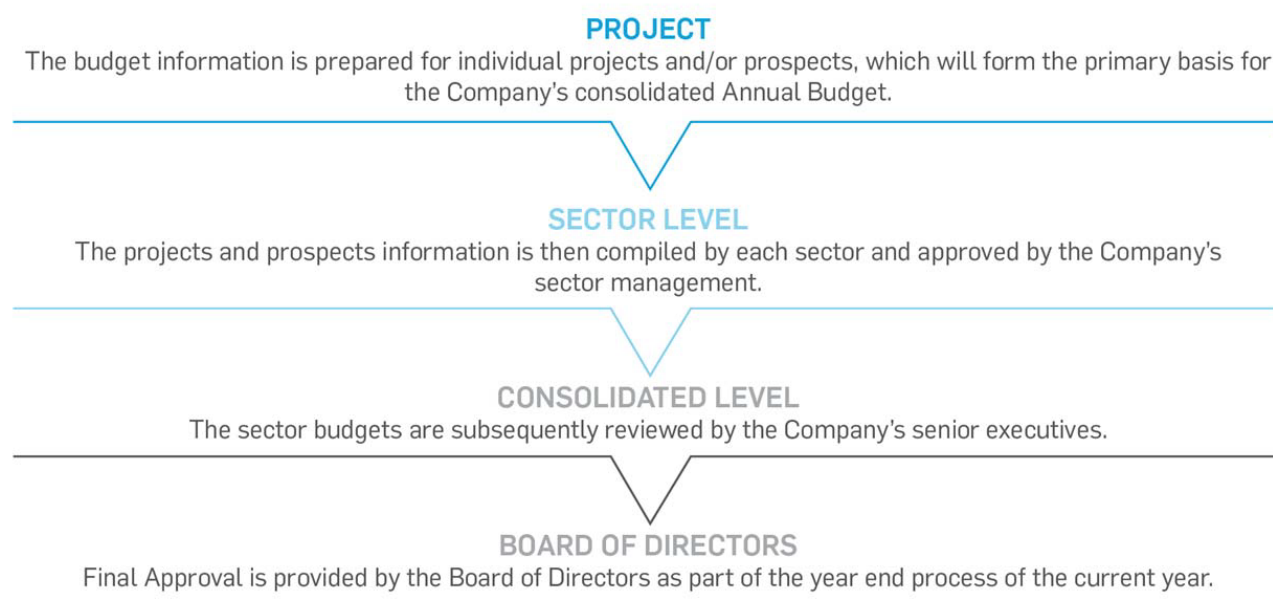 PROJECT
The budget information is prepared for individual projects and/or prospects, which will form the primary basis for
the Company’s consolidated Annual Budget.
SECTOR LEVEL
The projects and prospects information is then compiled by each sector and approved by the Company’s
sector management.
CONSOLIDATED LEVEL
The sector budgets are subsequently reviewed by the Company’s senior executives.
BOARD OF DIRECTORS
Final Approval is provided by the Board of Directors as part of the year end process of the current year.